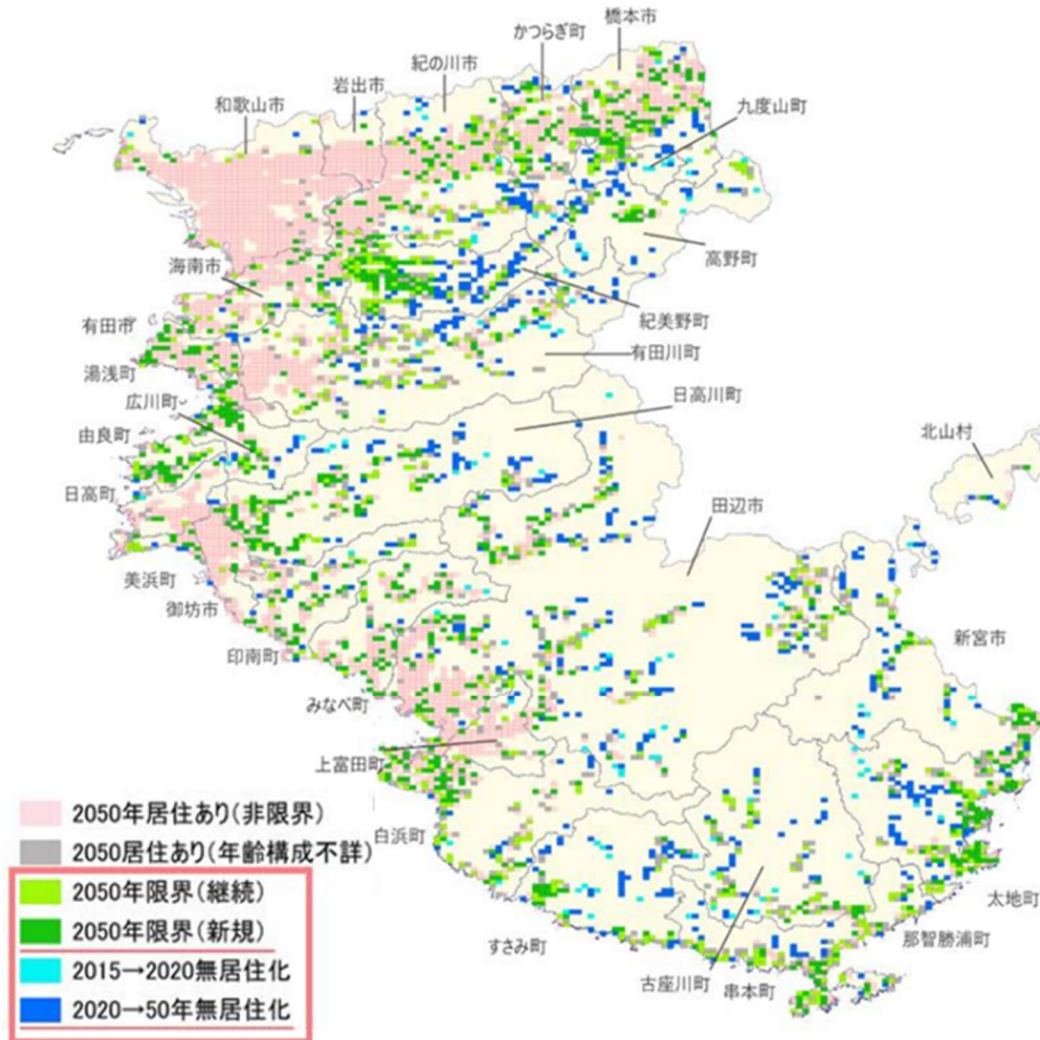 橋本市
かつらぎ町
紀の川市
岩出市
和歌山市
九度山町
高野町
海南市
紀美野町
有田市
有田川町
湯浅町
日高川町
広川町
由良町
北山村
日高町
田辺市
美浜町
御坊市
新宮市
印南町
みなべ町
上富田町
白浜町
太地町
那智勝浦町
すさみ町
古座川町
串本町
2050年居住あり(非限界)
2050居住あり(年齢構成不詳)
2050年限界(継続)
2050年限界(新規)
2015→2020無居住化
2020→50年無居住化